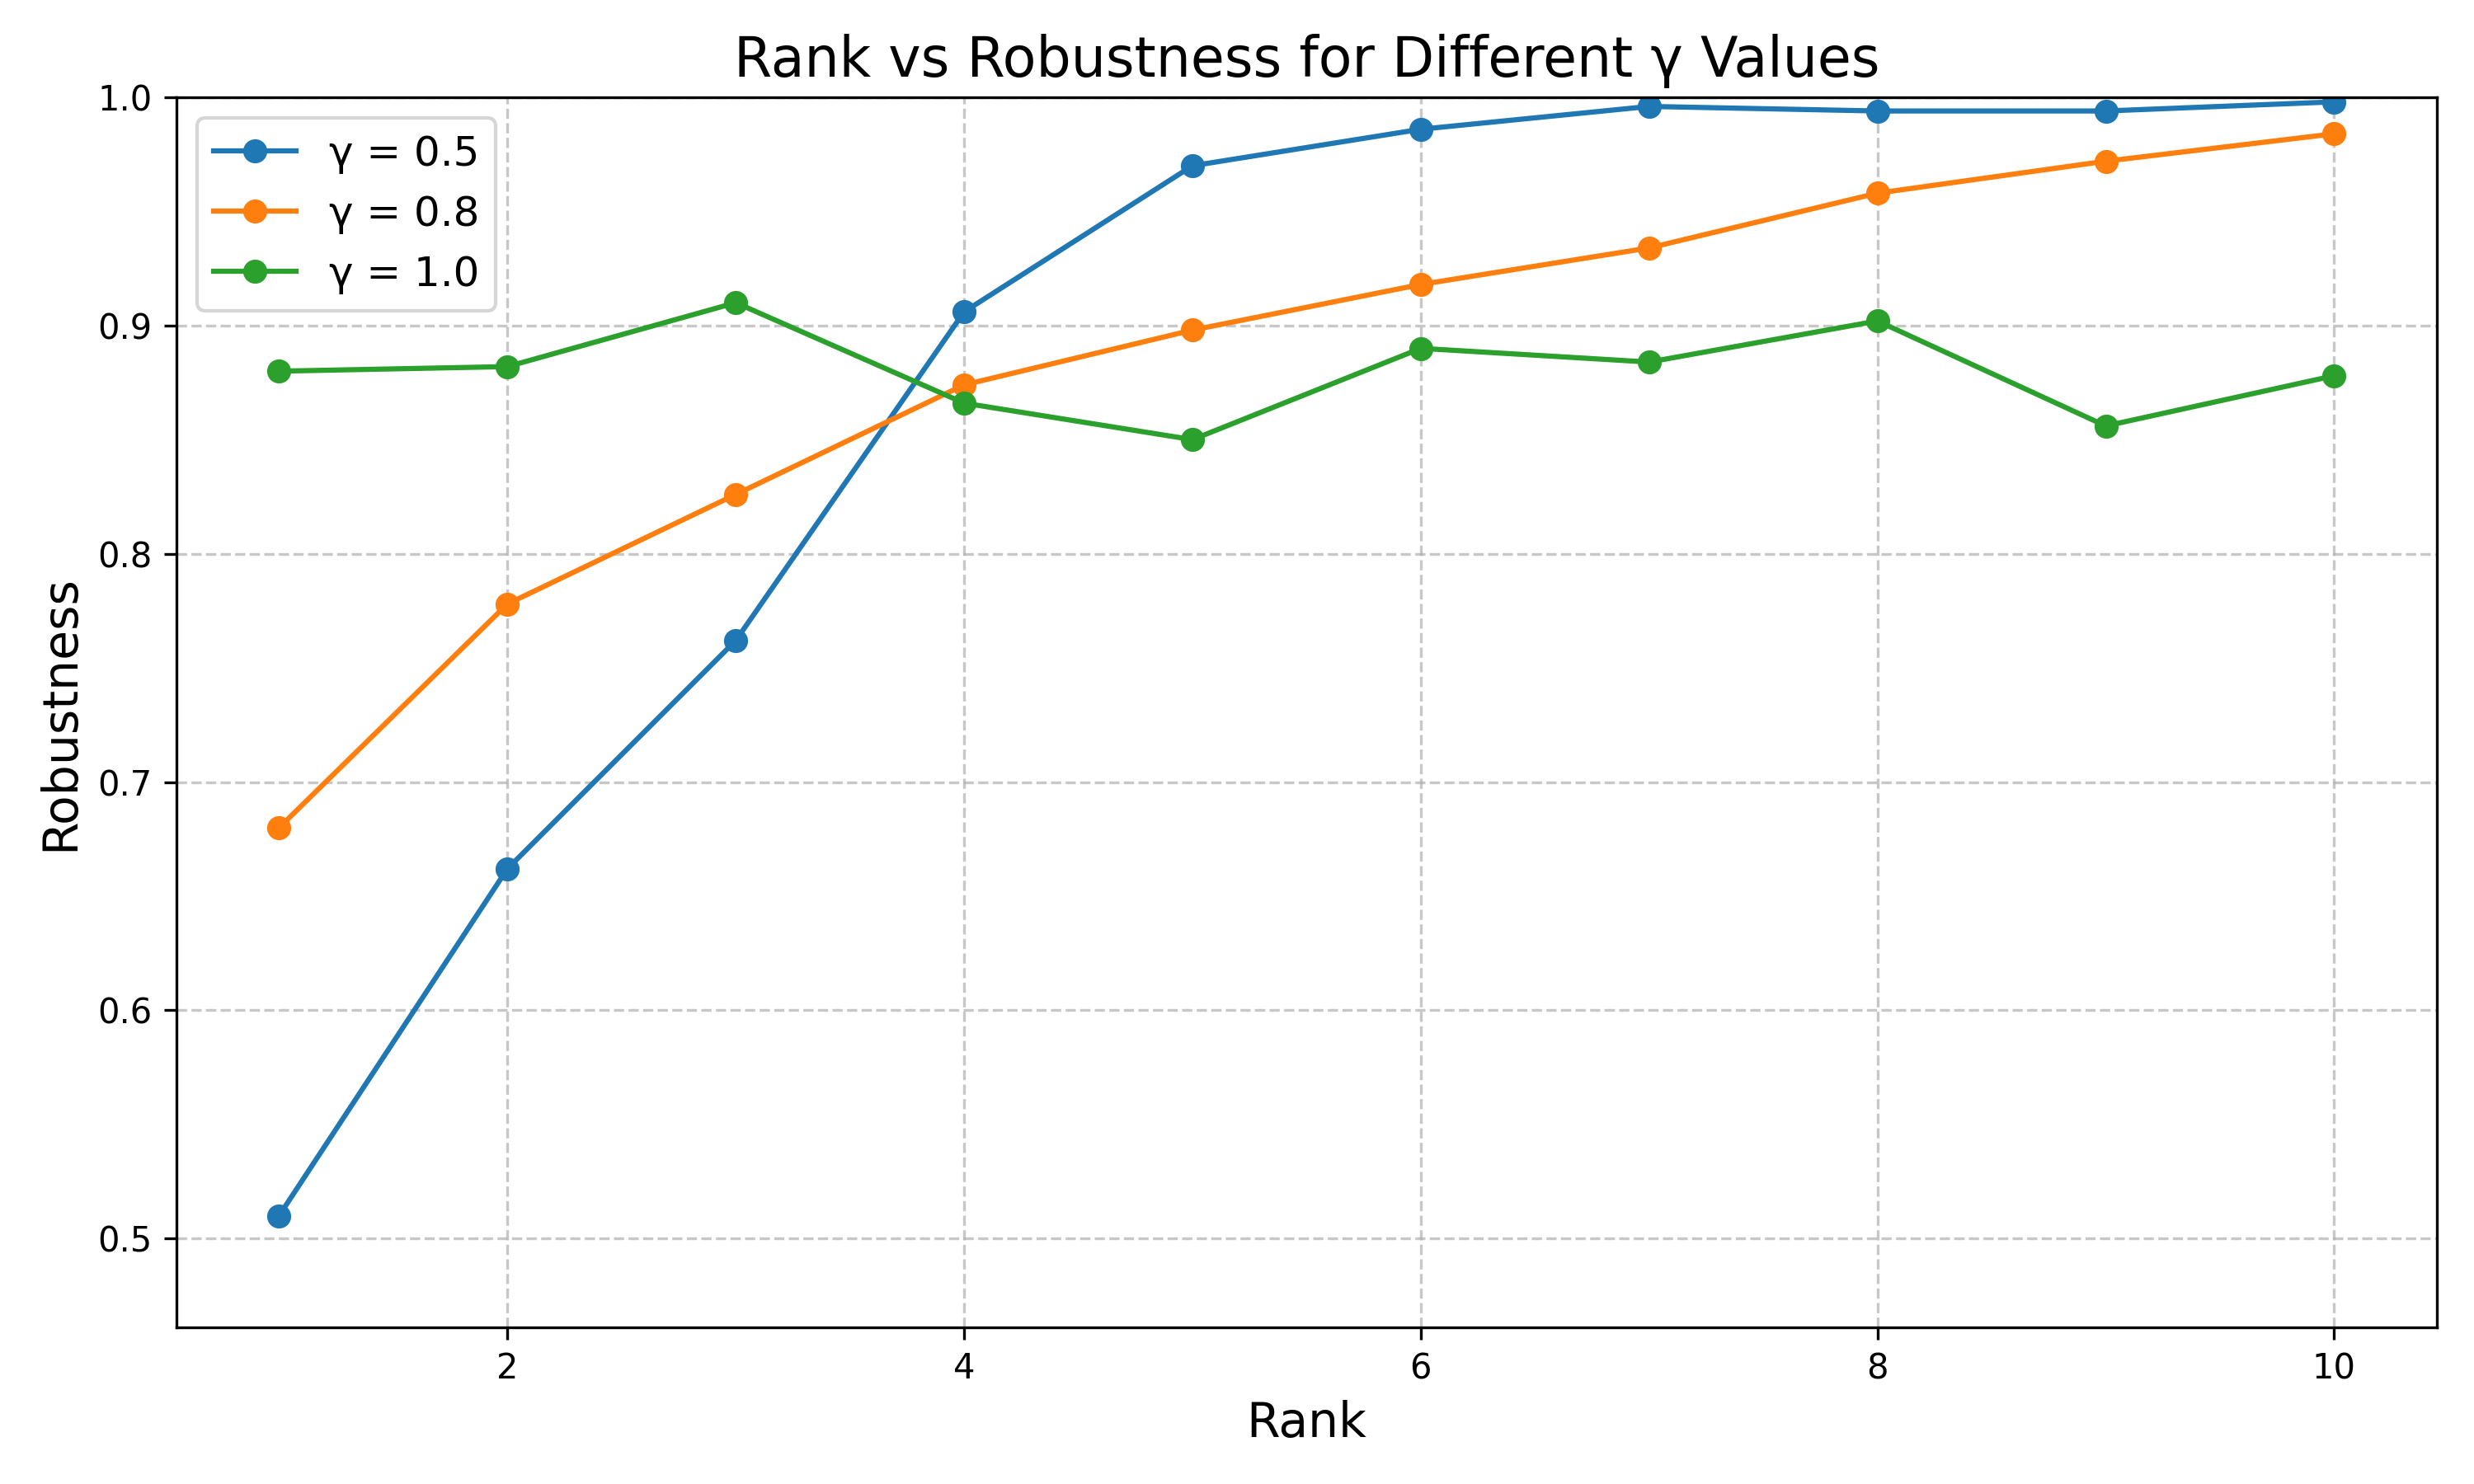 Rank vs Robustness for Different γ Values
1.0
0.9
0.8
0.7
0.6
0.5
Robustness
γ = 0.5
γ = 0.8
γ = 1.0
2 4 6 8 10
Rank